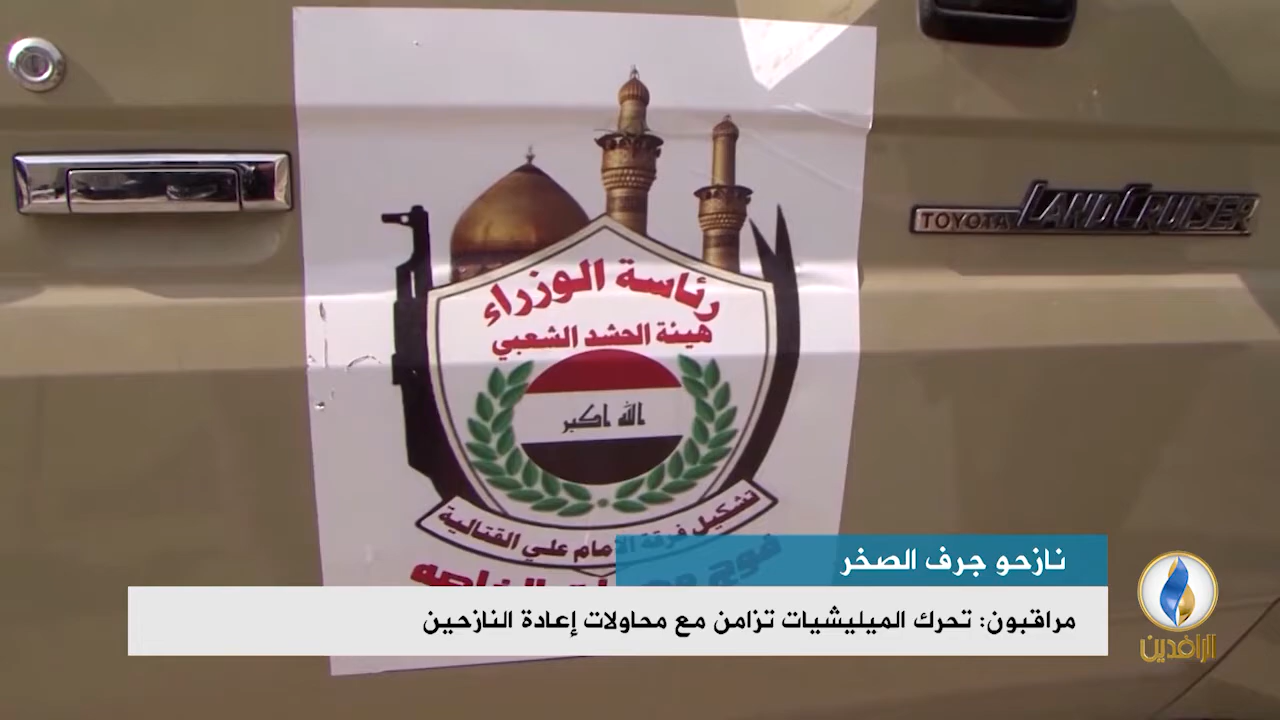 رئاسة الوزراء
هيئة الحشد الشعبي
الله اكبر
TOYOTA LANDCRUISER
تشكيل فرقة الامام علي القتالية
فوج
نازحو جرف الصخر
مراقبون: تحرك الميليشيات تزامن مع محاولات إعادة النازحين
الرافدين